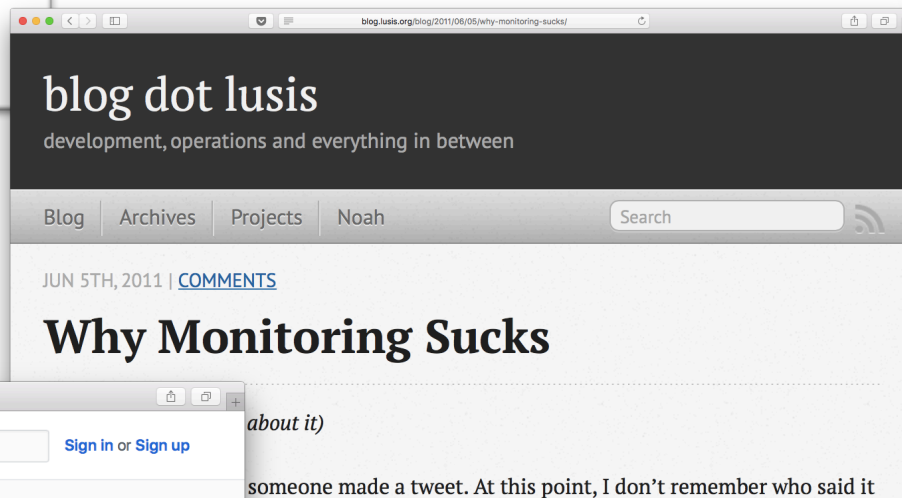 blog.lusis.org/blog/2011/06/05/why-monitoring-sucks/
blog dot lusis
development, operations and everything in between
Blog Archives Projects Noah Search
JUN 5TH, 2011 | COMMENTS
Why Monitoring Sucks
about it)
Sign in or Sign up
someone made a tweet. At this point, I don't remember who said it